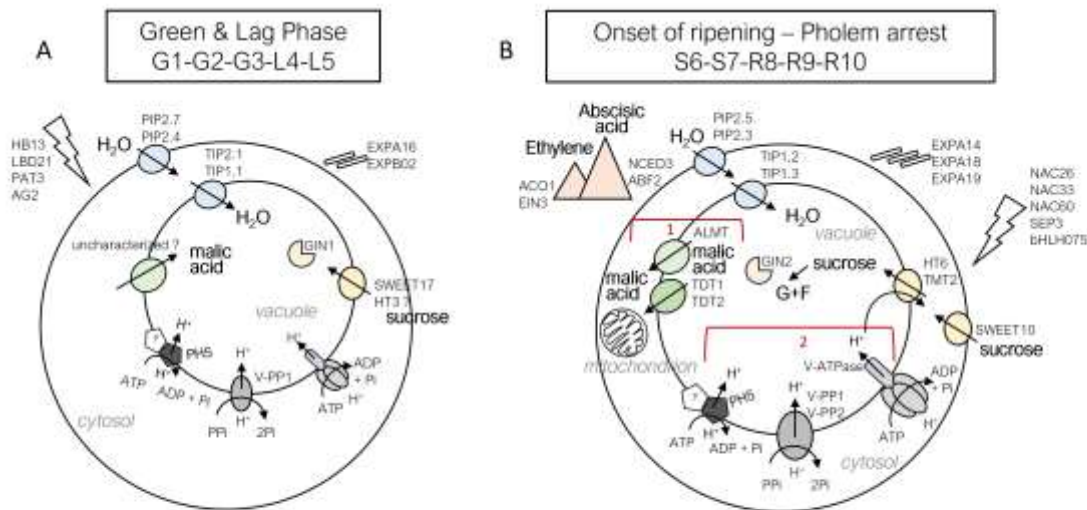 A
Green & Lag Phase
G1-G2-G3-L4-L5
HB13
LBD21
PAT3
AG2
PIP2.7
PIP2.4
H₂O
TIP2.1
TIP1.1
H₂O
EXPA16
EXPB02
uncharacterized ?
malic
acid
GIN1
SWEET17
HT3 ?
sucrose
vacuole
?
H⁺
PH5
H⁺
ATP
ADP + Pi
H⁺
V-PP1
H⁺
PPi
2Pi
H⁺
ADP
+ Pi
ATP
H⁺
cytosol
B
Onset of ripening – Pholem arrest
S6-S7-R8-R9-R10
Abscisic
acid
Ethylene
ACO1
EIN3
NCED3
ABF2
PIP2.5
PIP2.3
H₂O
TIP1.2
TIP1.3
H₂O
EXPA14
EXPA18
EXPA19
NAC26
NAC33
NAC60
SEP3
bHLH075
vacuole
1
ALMT
malic
acid
malic
acid
TDT1
TDT2
GIN2
sucrose
G+F
HT6
TMT2
SWEET10
sucrose
mitochondrion
2
H⁺
V-ATPase
ADP
+ Pi
H⁺
ATP
?
H⁺
PH5
H⁺
ATP
ADP + Pi
H⁺
V-PP1
V-PP2
H⁺
PPi
2Pi
cytosol